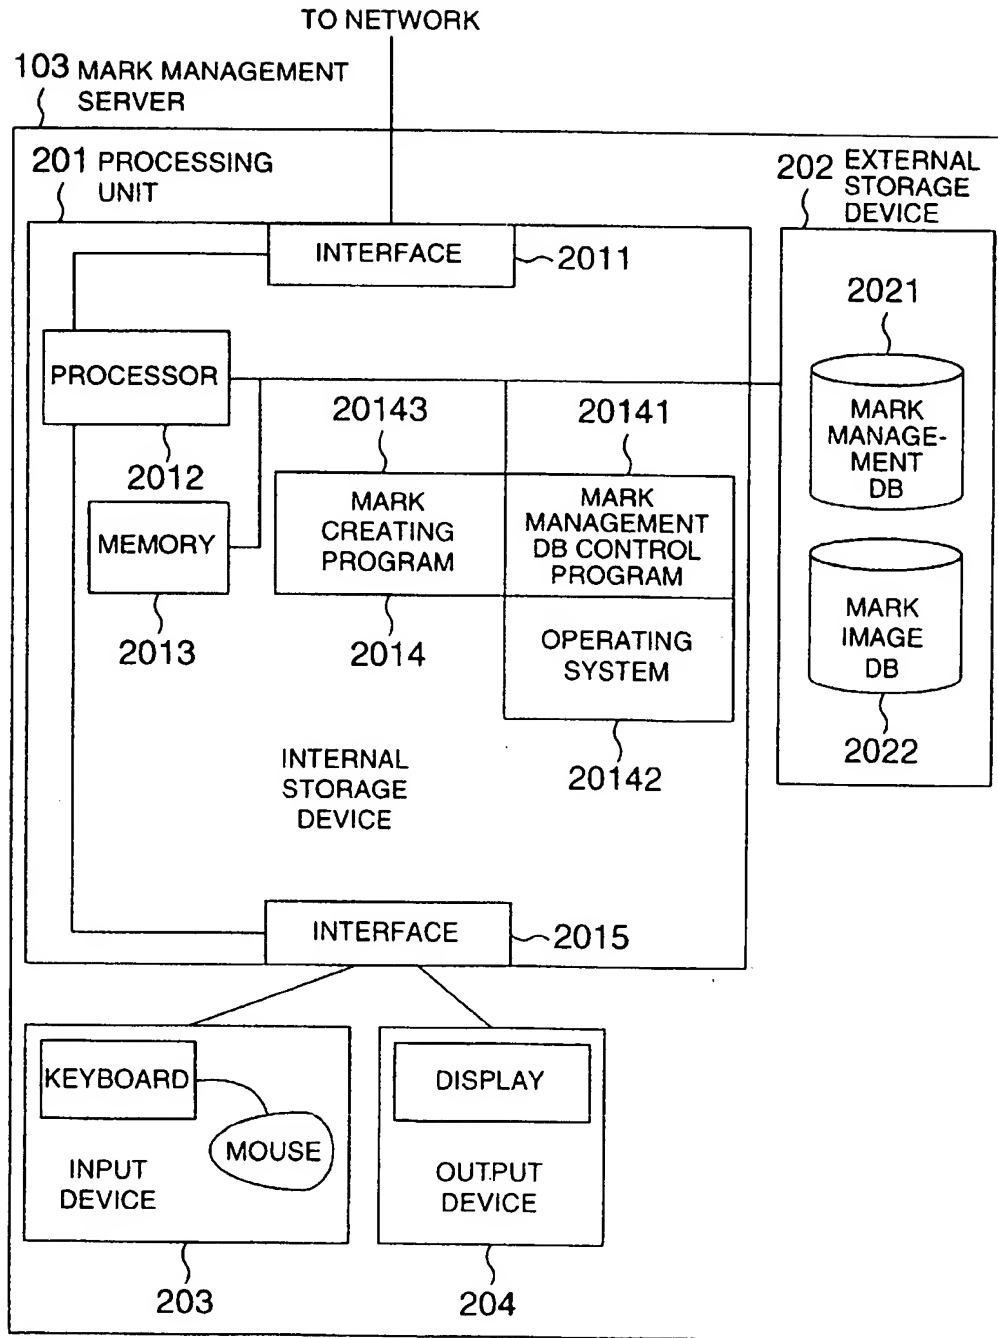 TO NETWORK
103 MARK MANAGEMENT
SERVER
201 PROCESSING
UNIT
202 EXTERNAL
STORAGE
DEVICE
INTERFACE
2011
2021
PROCESSOR
2012
20143
20141
MARK
MANAGE-
MENT
DB
MARK
CREATING
PROGRAM
MARK
MANAGEMENT
DB CONTROL
PROGRAM
MEMORY
2013
2014
OPERATING
SYSTEM
MARK
IMAGE
DB
2022
20142
INTERNAL
STORAGE
DEVICE
INTERFACE
2015
KEYBOARD
MOUSE
INPUT
DEVICE
DISPLAY
OUTPUT
DEVICE
203
204